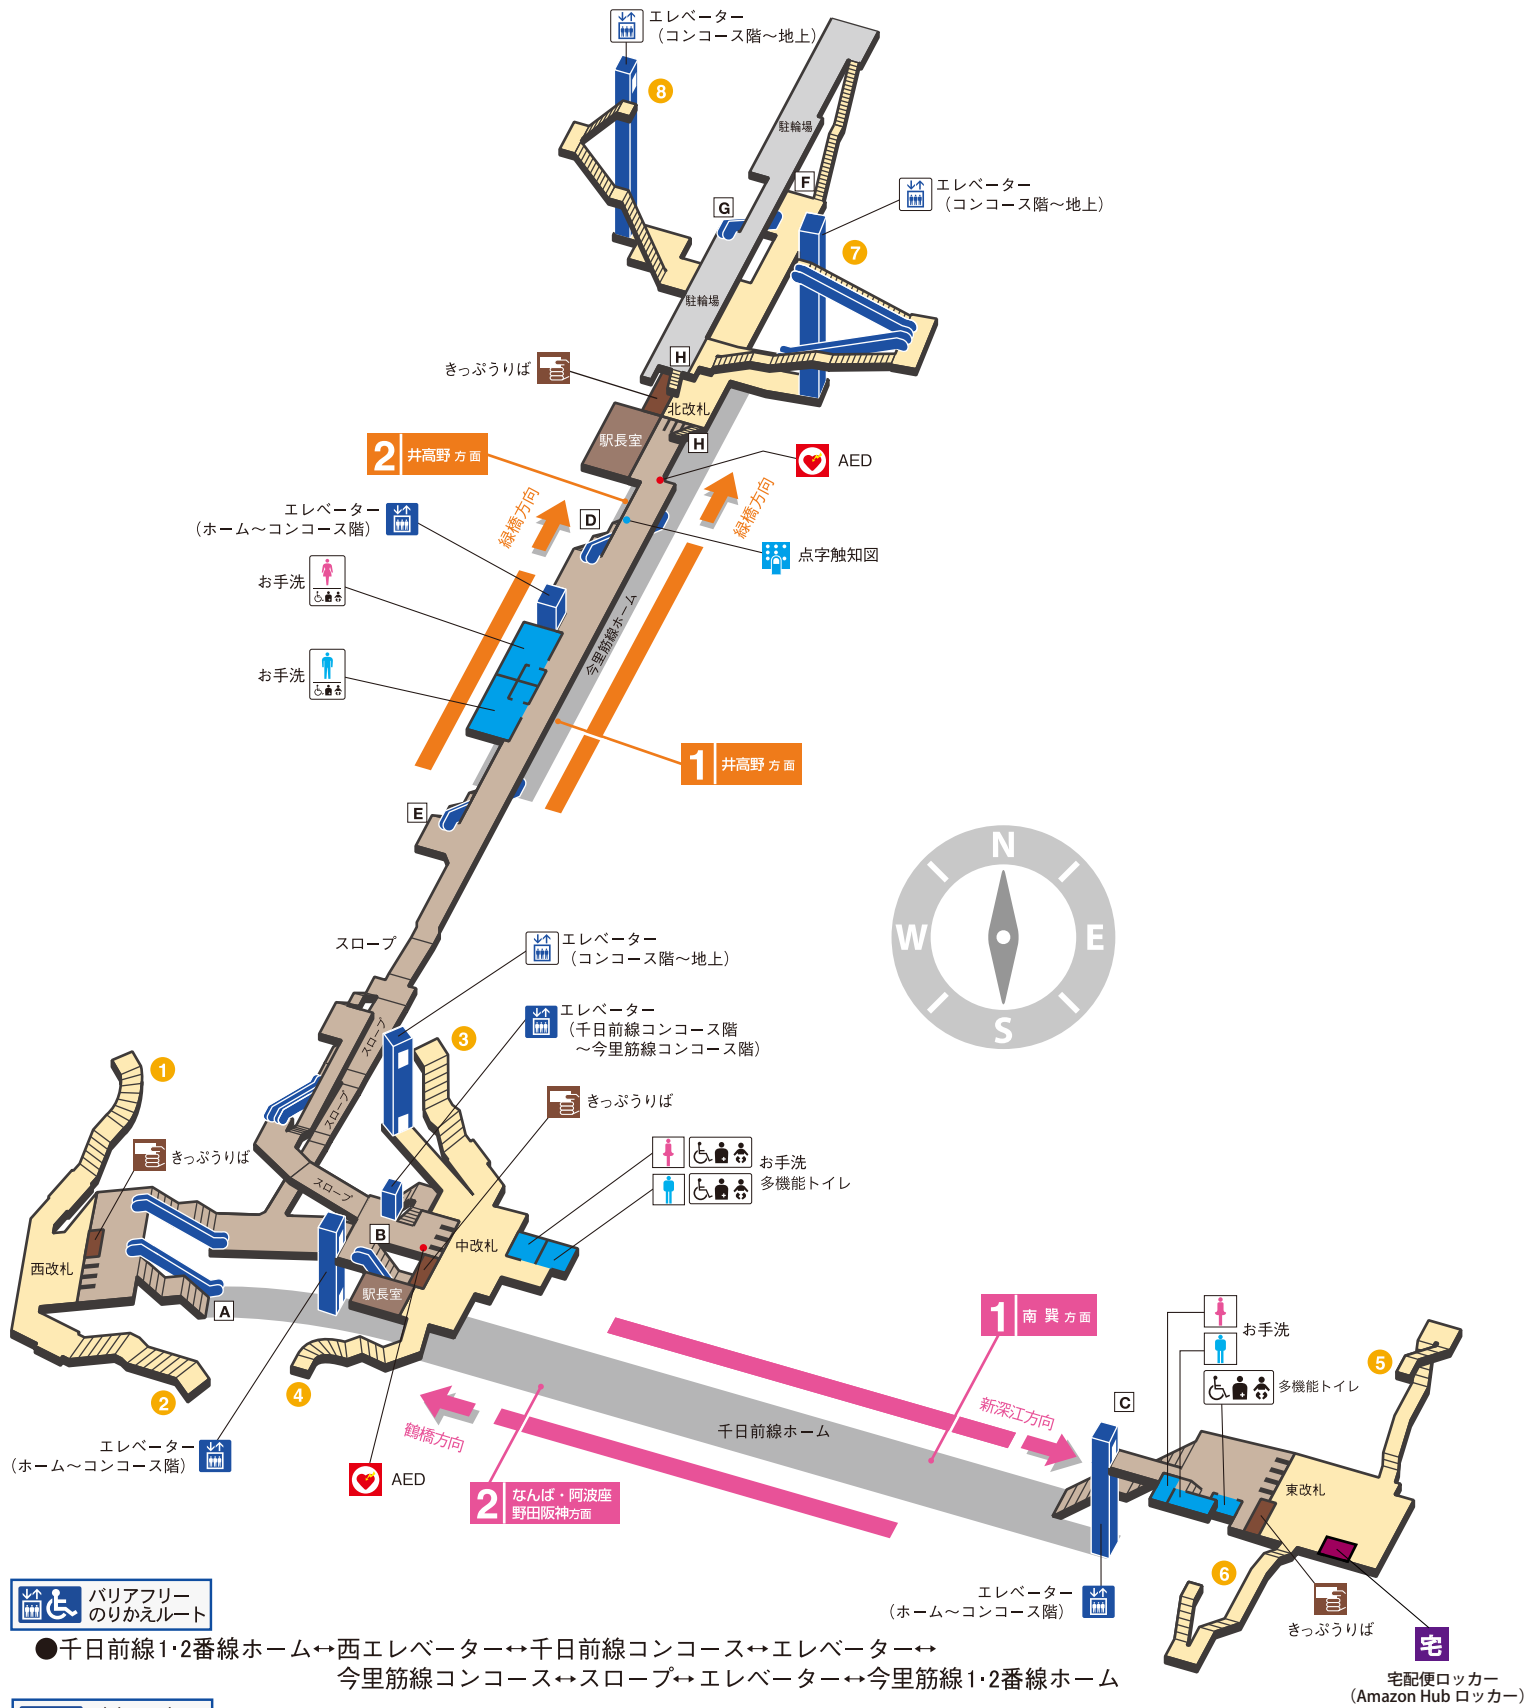 エレベーター
（コンコース階～地上）
8
駐輪場
F
エレベーター
（コンコース階～地上）
G
7
駐輪場
H
きっぷうりば
北改札
駅長室
H
2 井高野 方面
AED
緑橋方向
緑橋方向
エレベーター
（ホーム～コンコース階）
D
点字触知図
お手洗
今里筋線ホーム
お手洗
1 井高野 方面
E
N
W
E
S
スロープ
エレベーター
（コンコース階～地上）
エレベーター
（千日前線コンコース階
～今里筋線コンコース階）
スロープ
3
1
スロープ
きっぷうりば
きっぷうりば
お手洗
多機能トイレ
スロープ
B
中改札
西改札
駅長室
A
1 南 巽 方面
お手洗
5
2
4
多機能トイレ
新深江方向
C
鶴橋方向
千日前線ホーム
エレベーター
（ホーム～コンコース階）
AED
2 なんば・阿波座
野田阪神方面
東改札
6
エレベーター
（ホーム～コンコース階）
きっぷうりば
宅
宅配便ロッカー
（Amazon Hub ロッカー）
バリアフリー
のりかえルート
●千日前線1・2番線ホーム↔西エレベーター↔千日前線コンコース↔エレベーター↔
今里筋線コンコース↔スロープ↔エレベーター↔今里筋線1・2番線ホーム